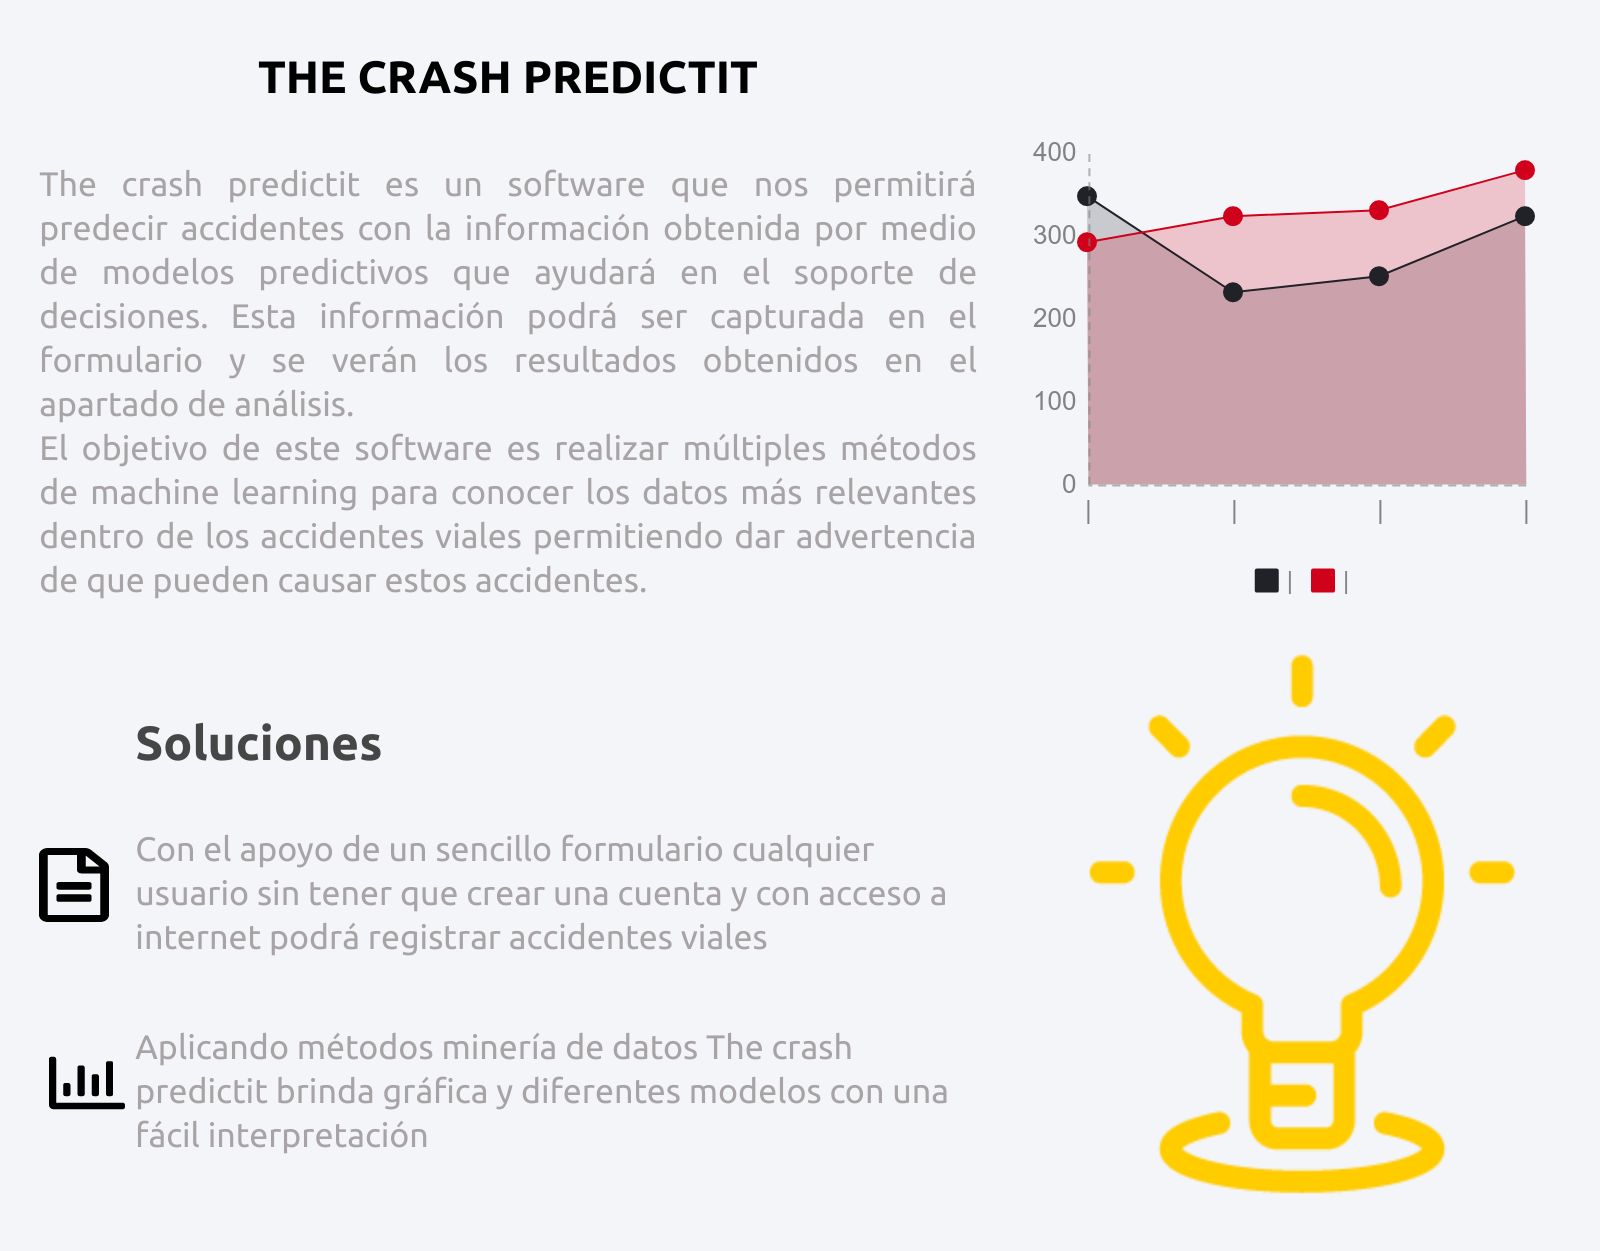 THE CRASH PREDICTIT
The crash predictit es un software que nos permitirá
predecir accidentes con la información obtenida por medio
de modelos predictivos que ayudará en el soporte de
decisiones. Esta información podrá ser capturada en el
formulario y se verán los resultados obtenidos en el
apartado de análisis.
El objetivo de este software es realizar múltiples métodos
de machine learning para conocer los datos más relevantes
dentro de los accidentes viales permitiendo dar advertencia
de que pueden causar estos accidentes.
400
300
200
100
0
Soluciones
Con el apoyo de un sencillo formulario cualquier
usuario sin tener que crear una cuenta y con acceso a
internet podrá registrar accidentes viales
Aplicando métodos minería de datos The crash
predictit brinda gráfica y diferentes modelos con una
fácil interpretación